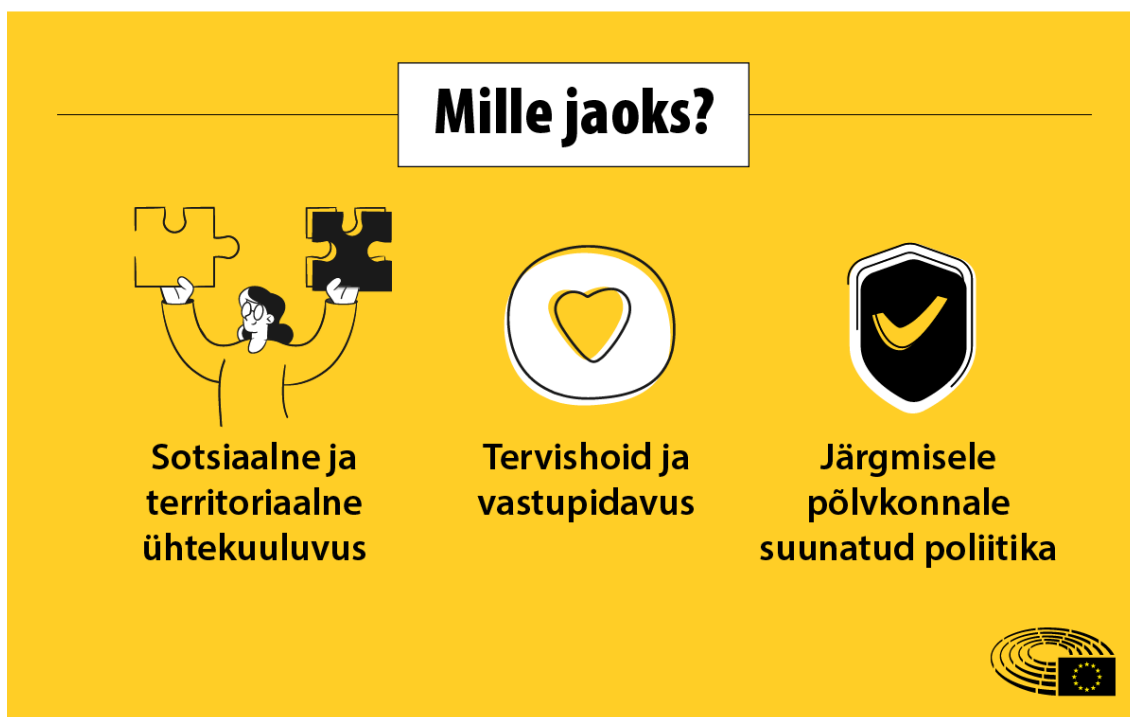 Mille jaoks?
Sotsiaalne ja
territoriaalne
ühtekuuluvus
Tervishoid ja
vastupidavus
Järgmisele
põlvkonnale
suunatud poliitika